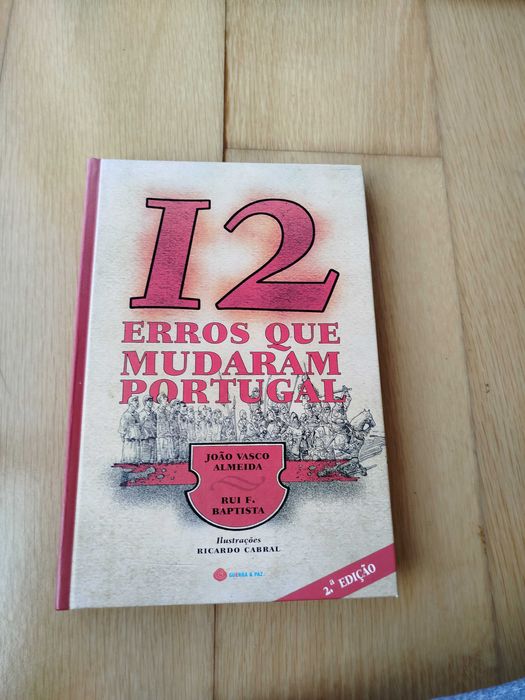 12
ERROS QUE
MUDARAM
PORTUGAL
JOÃO VASCO
ALMEIDA
RUI F.
BAPTISTA
Ilustrações
RICARDO CABRAL
GUERRA & PAZ
2.ª EDIÇÃO